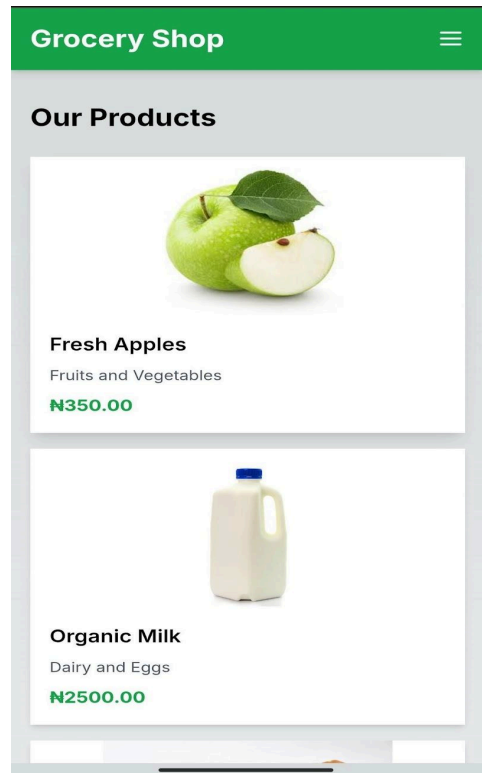 Grocery Shop
Our Products
Fresh Apples
Fruits and Vegetables
₦350.00
Organic Milk
Dairy and Eggs
₦2500.00